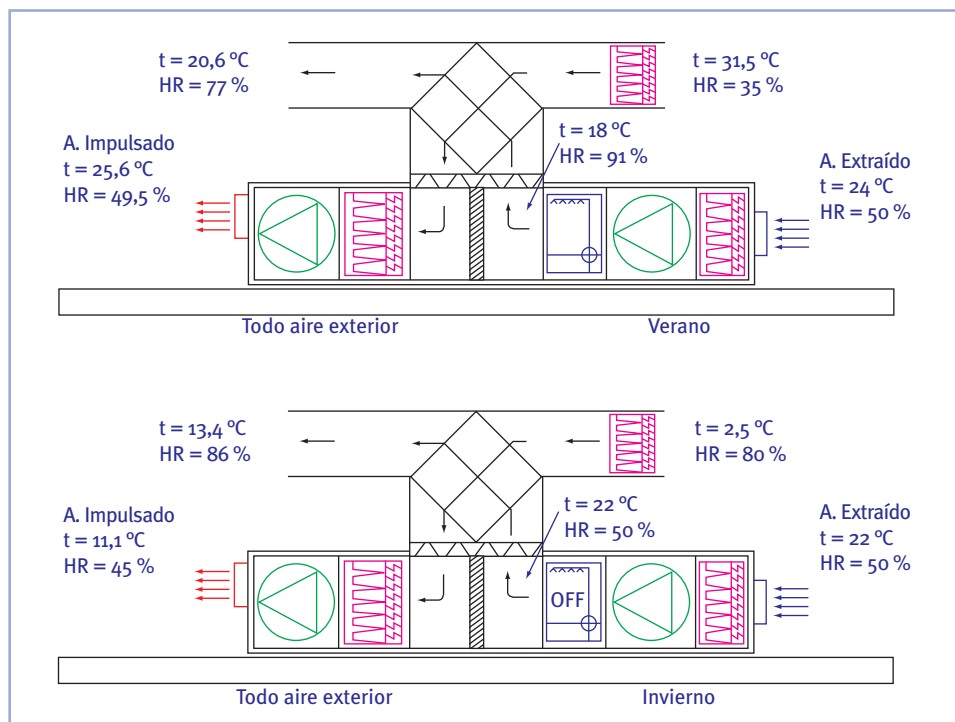 t = 20,6 ºC
HR = 77 %
t = 31,5 ºC
HR = 35 %
t = 18 ºC
HR = 91 %
A. Impulsado
t = 25,6 ºC
HR = 49,5 %
A. Extraído
t = 24 ºC
HR = 50 %
Todo aire exterior
Verano
t = 13,4 ºC
HR = 86 %
t = 2,5 ºC
HR = 80 %
t = 22 ºC
HR = 50 %
A. Impulsado
t = 11,1 ºC
HR = 45 %
A. Extraído
t = 22 ºC
HR = 50 %
OFF
Todo aire exterior
Invierno